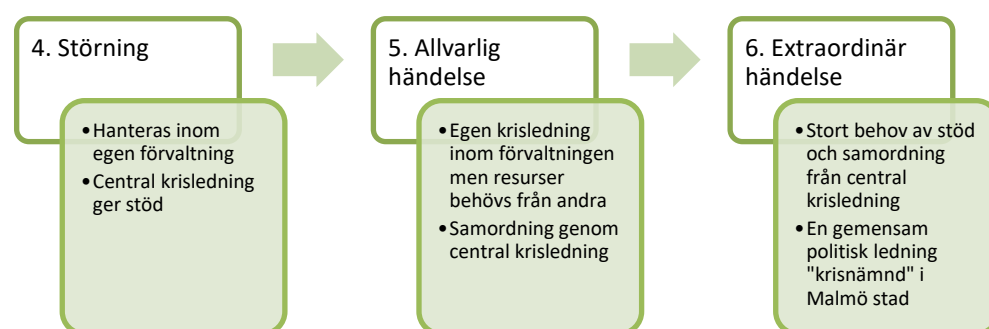 4. Störning
•Hanteras inom
egen förvaltning
•Central krisledning
ger stöd
5. Allvarlig
händelse
•Egen krisledning
inom förvaltningen
men resurser
behövs från andra
•Samordning genom
central krisledning
6. Extraordinär
händelse
•Stort behov av stöd
och samordning
från central
krisledning
•En gemensam
politisk ledning
"krisnämnd" i
Malmö stad